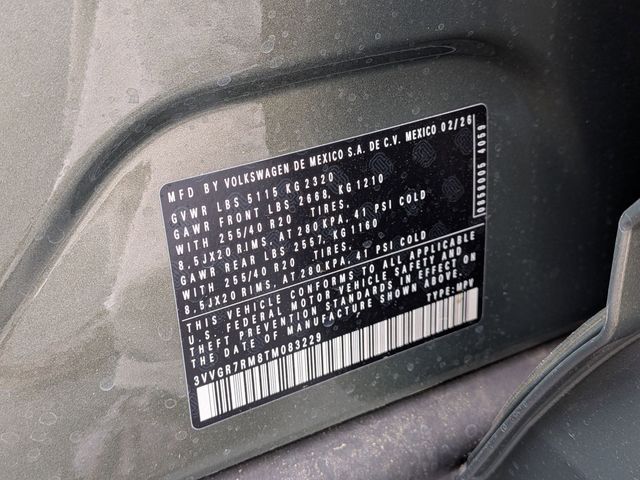 MFD BY VOLKSWAGEN DE MEXICO S.A. DE C.V. MEXICO 02/26
GVWR LBS 5115 KG 2320
GAWR FRONT LBS 2668, KG 1210
WITH 255/40 R20 TIRES.
8.5JX20 RIMS, AT 280 KPA. 41 PSI COLD
GAWR REAR LBS 2557, KG 1160
WITH 255/40 R20 TIRES.
8.5JX20 RIMS, AT 280 KPA. 41 PSI COLD
THIS VEHICLE CONFORMS TO ALL APPLICABLE
U.S. FEDERAL MOTOR VEHICLE SAFETY AND
THEFT PREVENTION STANDARDS IN EFFECT ON
THE DATE OF MANUFACTURE SHOWN ABOVE.
TYPE: MPV
3VVGR7RM8TM083229
0658005 4059